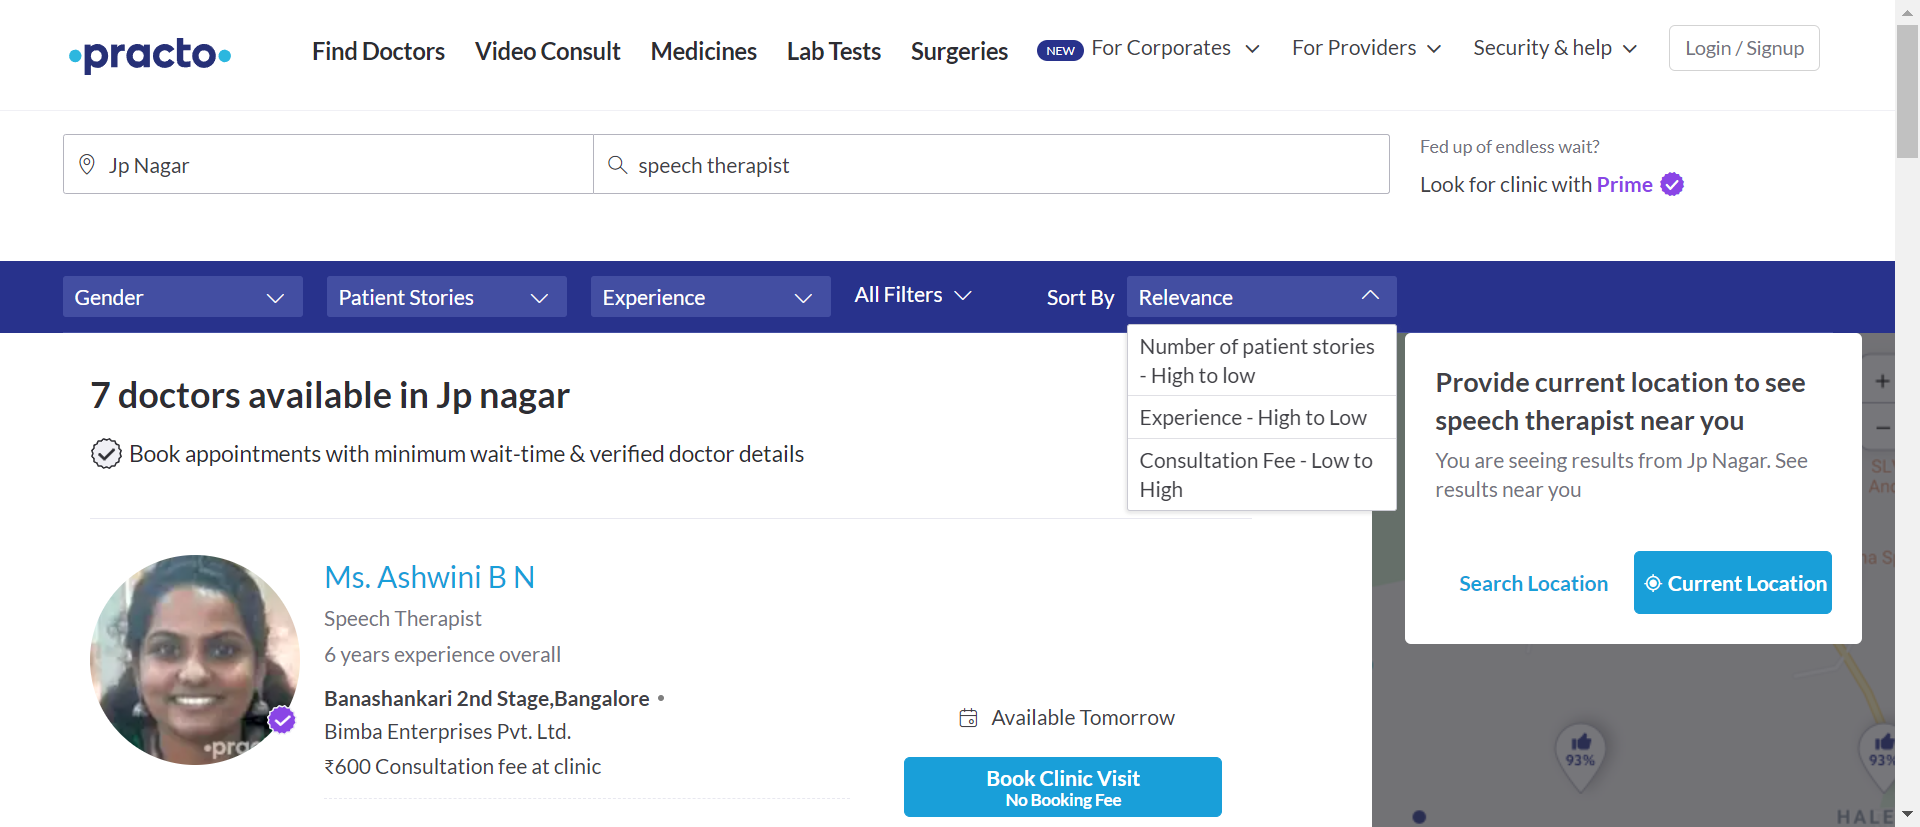 practo
Find Doctors
Video Consult
Medicines
Lab Tests
Surgeries
NEW
For Corporates
For Providers
Security & help
Login / Signup
Jp Nagar
speech therapist
Fed up of endless wait?
Look for clinic with Prime
Gender
Patient Stories
Experience
All Filters
Sort By
Relevance
Number of patient stories
- High to low
Experience - High to Low
Consultation Fee - Low to
High
7 doctors available in Jp nagar
Book appointments with minimum wait-time & verified doctor details
Provide current location to see
speech therapist near you
You are seeing results from Jp Nagar. See
results near you
Search Location
Current Location
Ms. Ashwini B N
Speech Therapist
6 years experience overall
Banashankari 2nd Stage,Bangalore
Bimba Enterprises Pvt. Ltd.
₹600 Consultation fee at clinic
Available Tomorrow
Book Clinic Visit
No Booking Fee
93%
93%
HALE